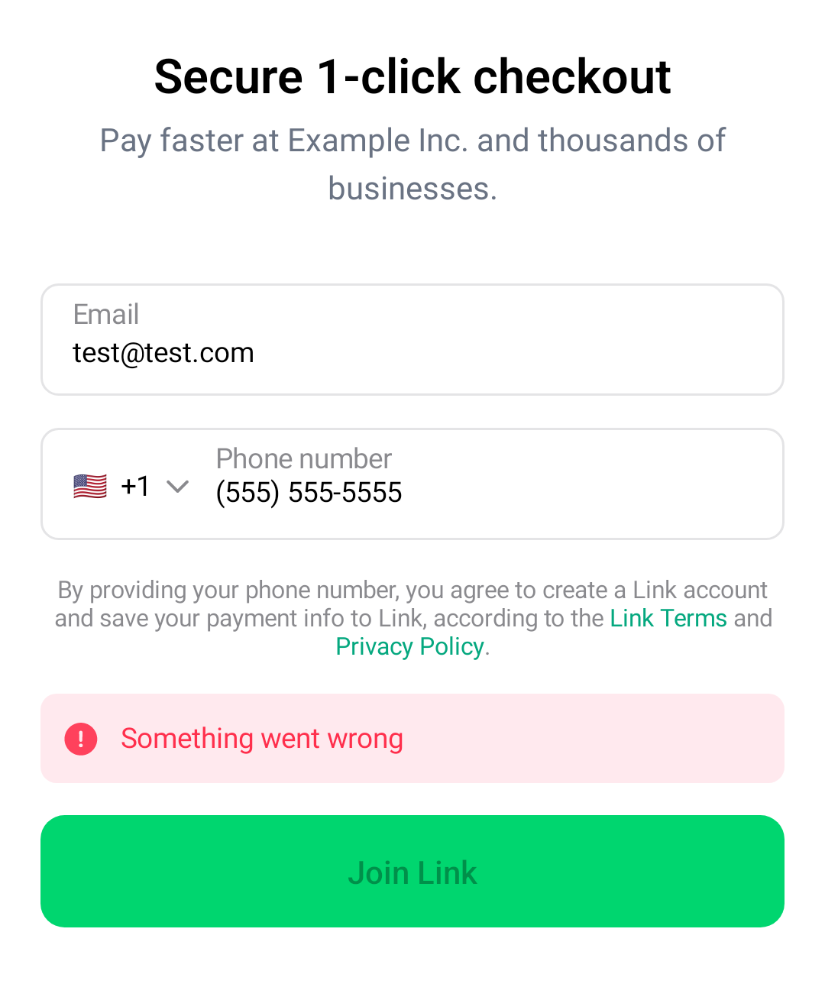 Secure 1-click checkout
Pay faster at Example Inc. and thousands of
businesses.
Email
test@test.com
Phone number
+1 (555) 555-5555
By providing your phone number, you agree to create a Link account
and save your payment info to Link, according to the Link Terms and
Privacy Policy.
Something went wrong
Join Link